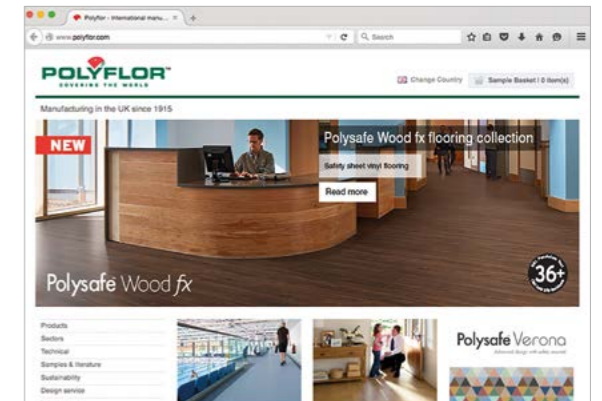 Polyflor - International manu...
www.polyflor.com
Search
POLYFLOR™
COVERING THE WORLD
Change Country
Sample Basket | 0 item(s)
Manufacturing in the UK since 1915
NEW
Polysafe Wood fx flooring collection
Safety sheet vinyl flooring
Read more
Polysafe Wood fx
36+
Products
Sectors
Technical
Samples & literature
Sustainability
Design service
Polysafe Verona